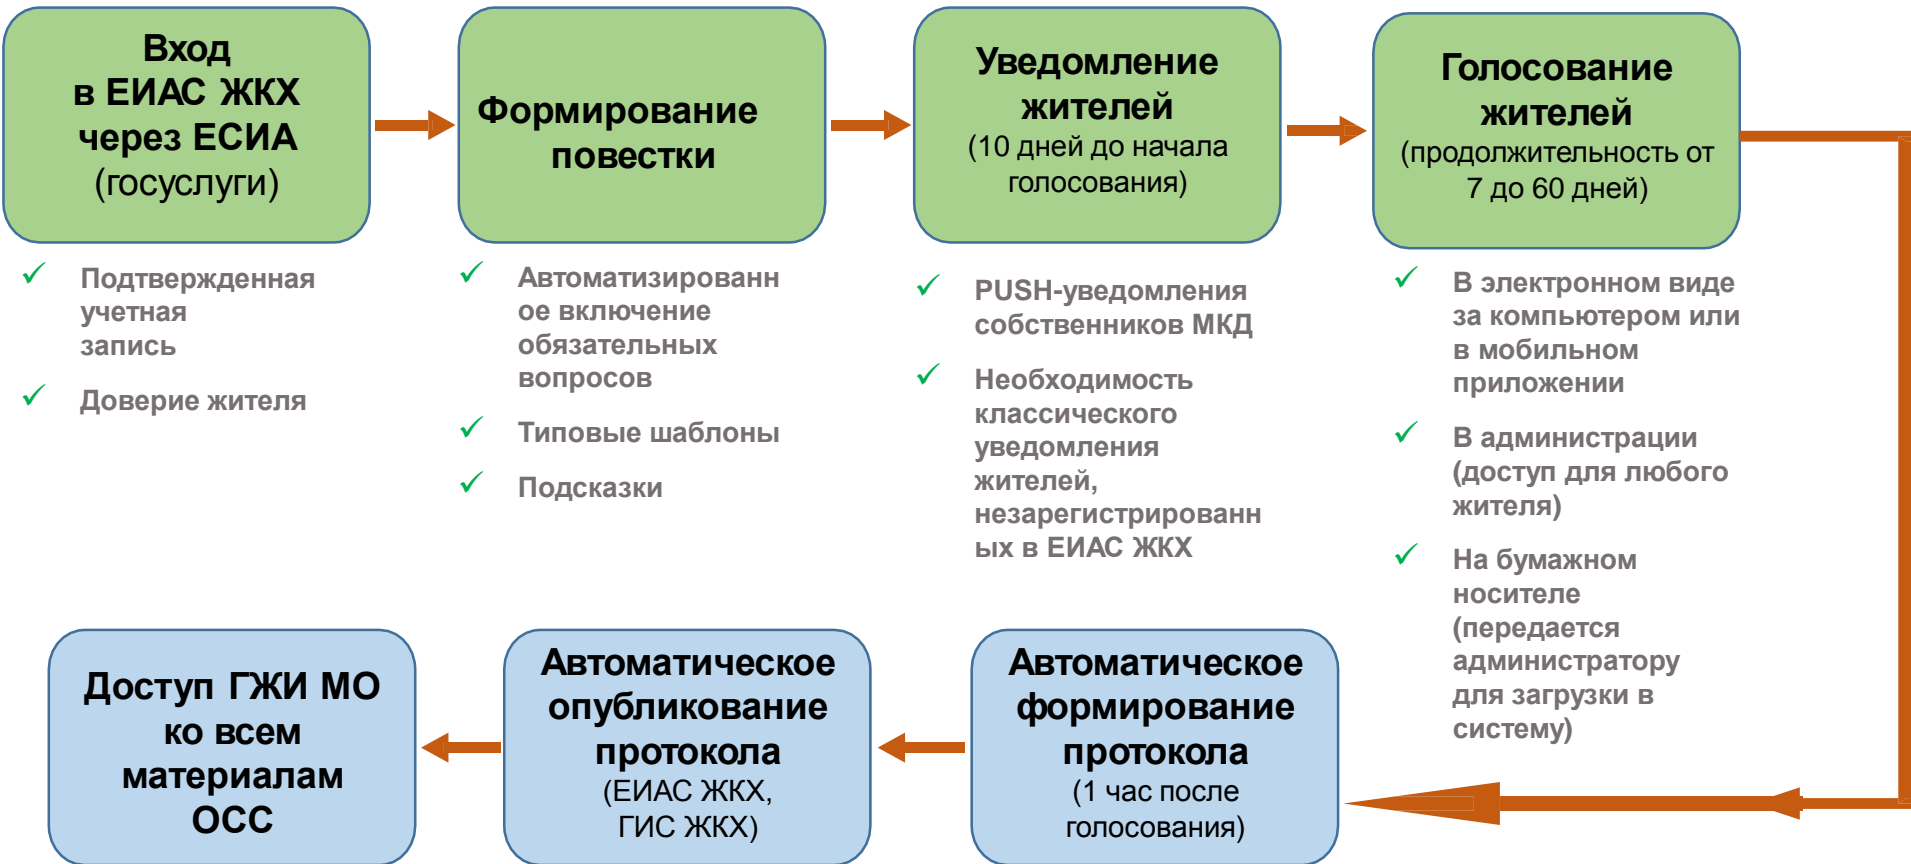 Вход
в ЕИАС ЖКХ
через ЕСИА
(госуслуги)
Формирование
повестки
Уведомление
жителей
(10 дней до начала
голосования)
Голосование
жителей
(продолжительность от
7 до 60 дней)
Подтвержденная
учетная
запись
Доверие жителя
Автоматизированн
ое включение
обязательных
вопросов
Типовые шаблоны
Подсказки
PUSH-уведомления
собственников МКД
Необходимость
классического
уведомления
жителей,
незарегистрированн
ых в ЕИАС ЖКХ
В электронном виде
за компьютером или
в мобильном
приложении
В администрации
(доступ для любого
жителя)
На бумажном
носителе
(передается
администратору
для загрузки в
систему)
Автоматическое
формирование
протокола
(1 час после
голосования)
Автоматическое
опубликование
протокола
(ЕИАС ЖКХ,
ГИС ЖКХ)
Доступ ГЖИ МО
ко всем
материалам
ОСС